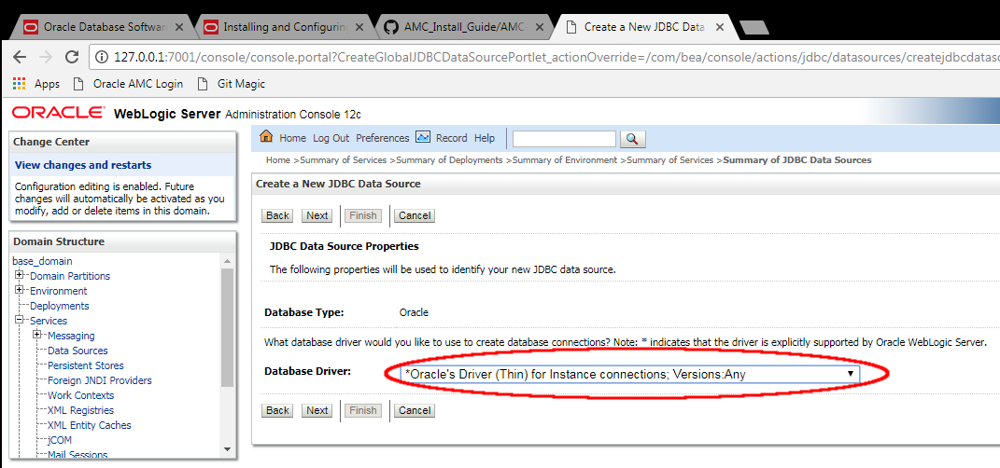 Oracle Database Softwar
Installing and Configurin
AMC_Install_Guide/AMC-
Create a New JDBC Data
127.0.0.1:7001/console/console.portal?CreateGlobalJDBCDataSourcePortlet_actionOverride=/com/bea/console/actions/jdbc/datasources/createjdbcdataso
Apps Oracle AMC Login Git Magic
ORACLE WebLogic Server Administration Console 12c
Change Center
View changes and restarts
Configuration editing is enabled. Future
changes will automatically be activated as you
modify, add or delete items in this domain.
Domain Structure
base_domain
Domain Partitions
Environment
Deployments
Services
Messaging
Data Sources
Persistent Stores
Foreign JNDI Providers
Work Contexts
XML Registries
XML Entity Caches
jCOM
Mail Sessions
Home Log Out Preferences Record Help
Home >Summary of Services >Summary of Deployments >Summary of Environment >Summary of Services >Summary of JDBC Data Sources
Create a New JDBC Data Source
Back Next Finish Cancel
JDBC Data Source Properties
The following properties will be used to identify your new JDBC data source.
Database Type: Oracle
What database driver would you like to use to create database connections? Note: * indicates that the driver is explicitly supported by Oracle WebLogic Server.
Database Driver: *Oracle's Driver (Thin) for Instance connections; Versions:Any
Back Next Finish Cancel